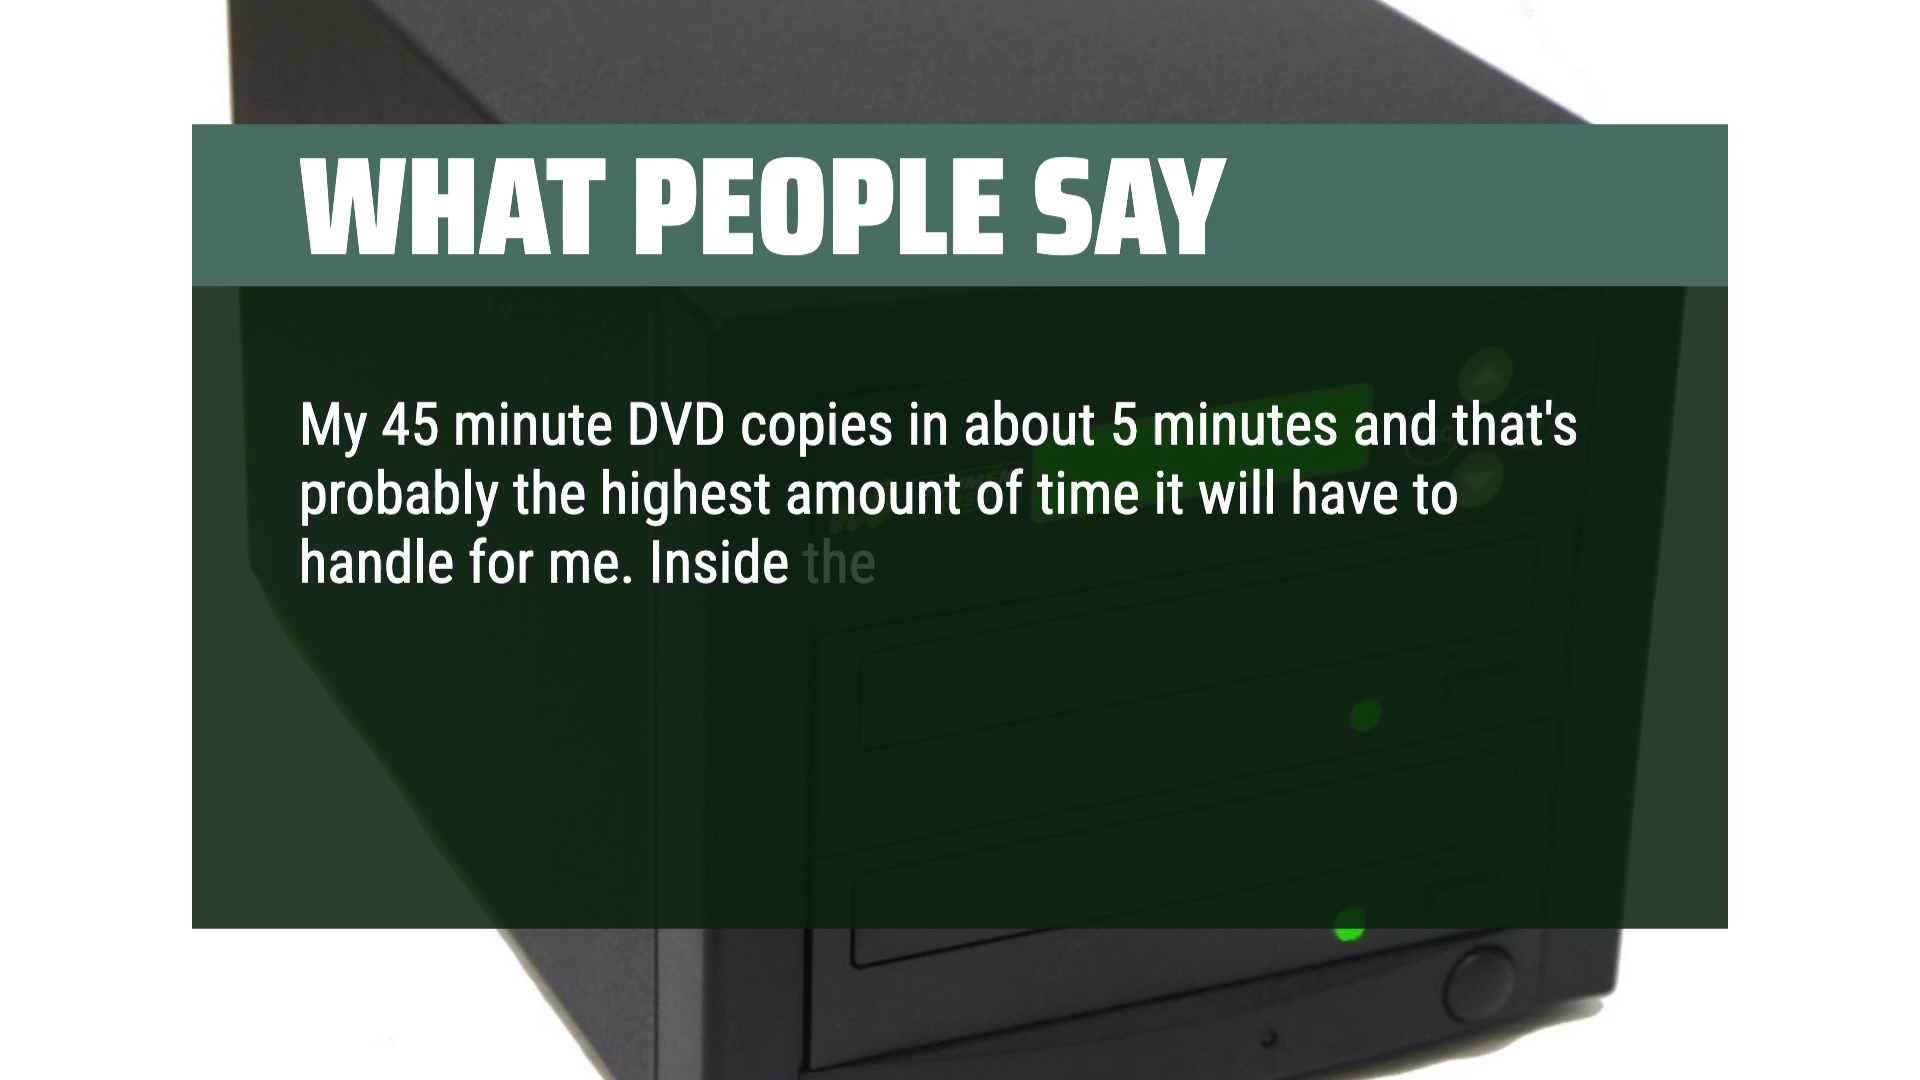 WHAT PEOPLE SAY
My 45 minute DVD copies in about 5 minutes and that's
probably the highest amount of time it will have to
handle for me. Inside the